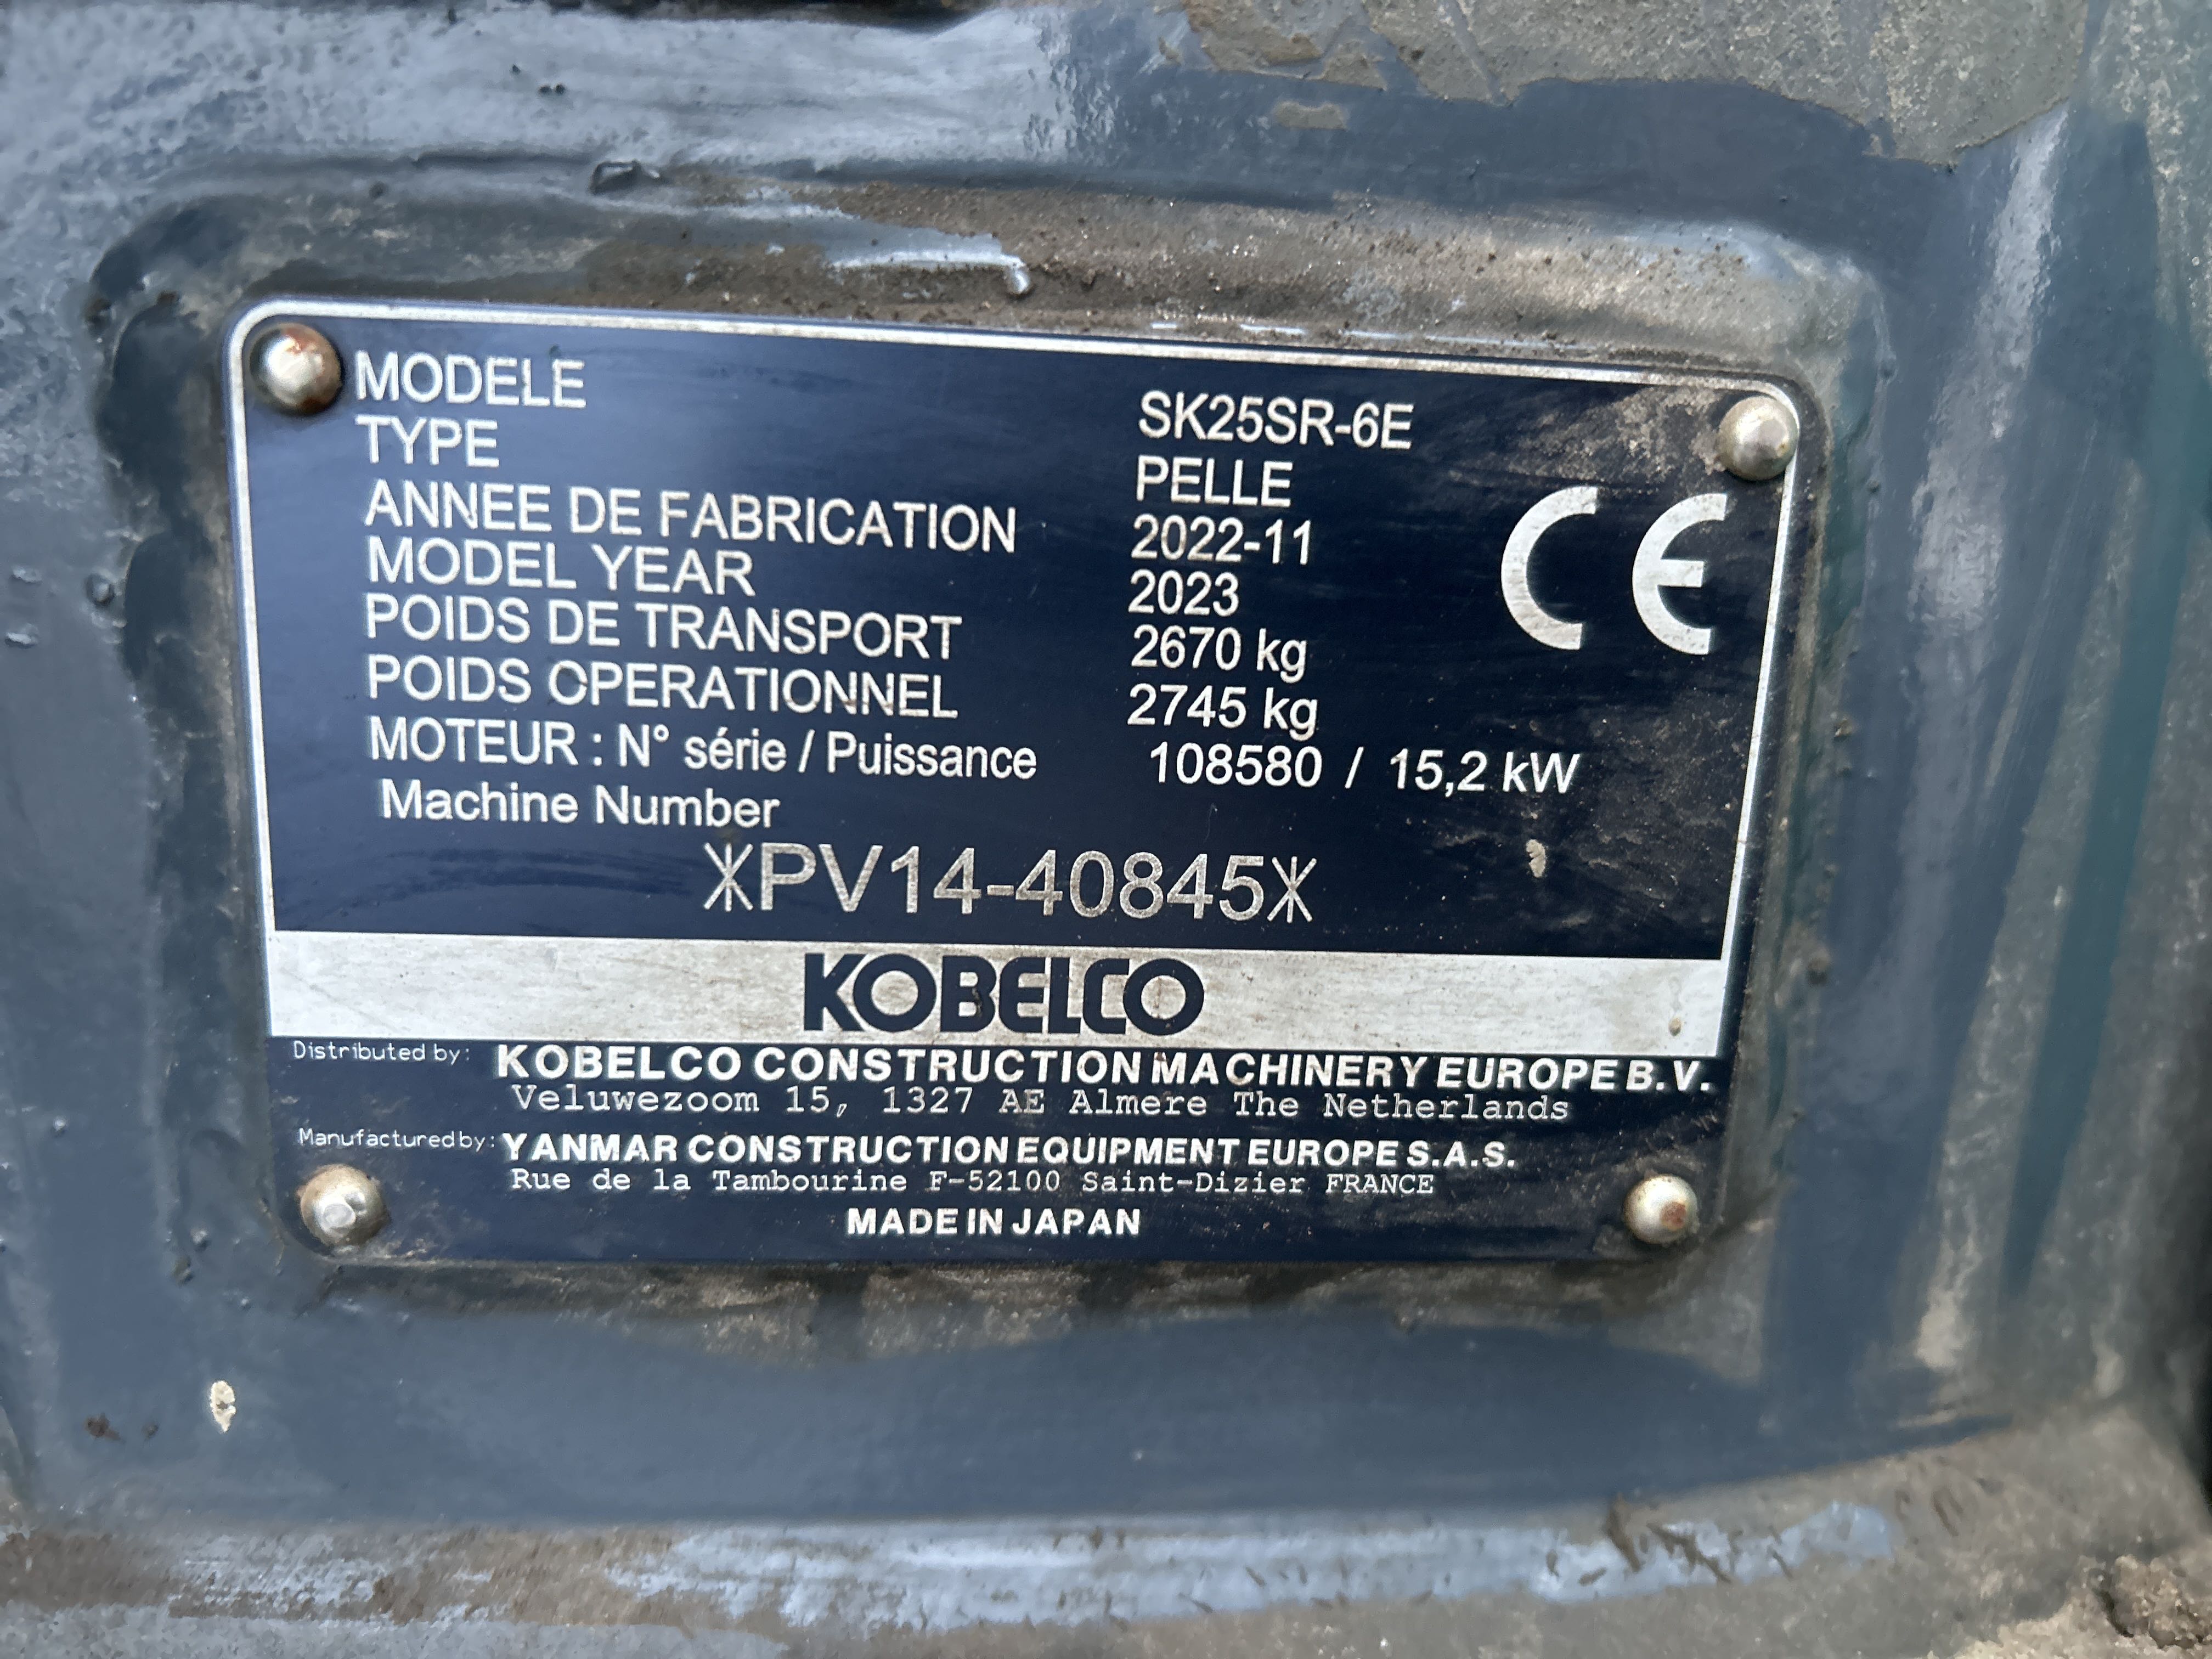 MODELE SK25SR-6E
TYPE PELLE
ANNEE DE FABRICATION 2022-11
MODEL YEAR 2023
POIDS DE TRANSPORT 2670 kg
POIDS OPERATIONNEL 2745 kg
MOTEUR : N° série / Puissance 108580 / 15,2 kW
CE
Machine Number
*PV14-40845*
KOBELCO
Distributed by: KOBELCO CONSTRUCTION MACHINERY EUROPE B.V.
Veluwezoom 15, 1327 AE Almere The Netherlands
Manufactured by: YANMAR CONSTRUCTION EQUIPMENT EUROPE S.A.S.
Rue de la Tambourine F-52100 Saint-Dizier FRANCE
MADE IN JAPAN